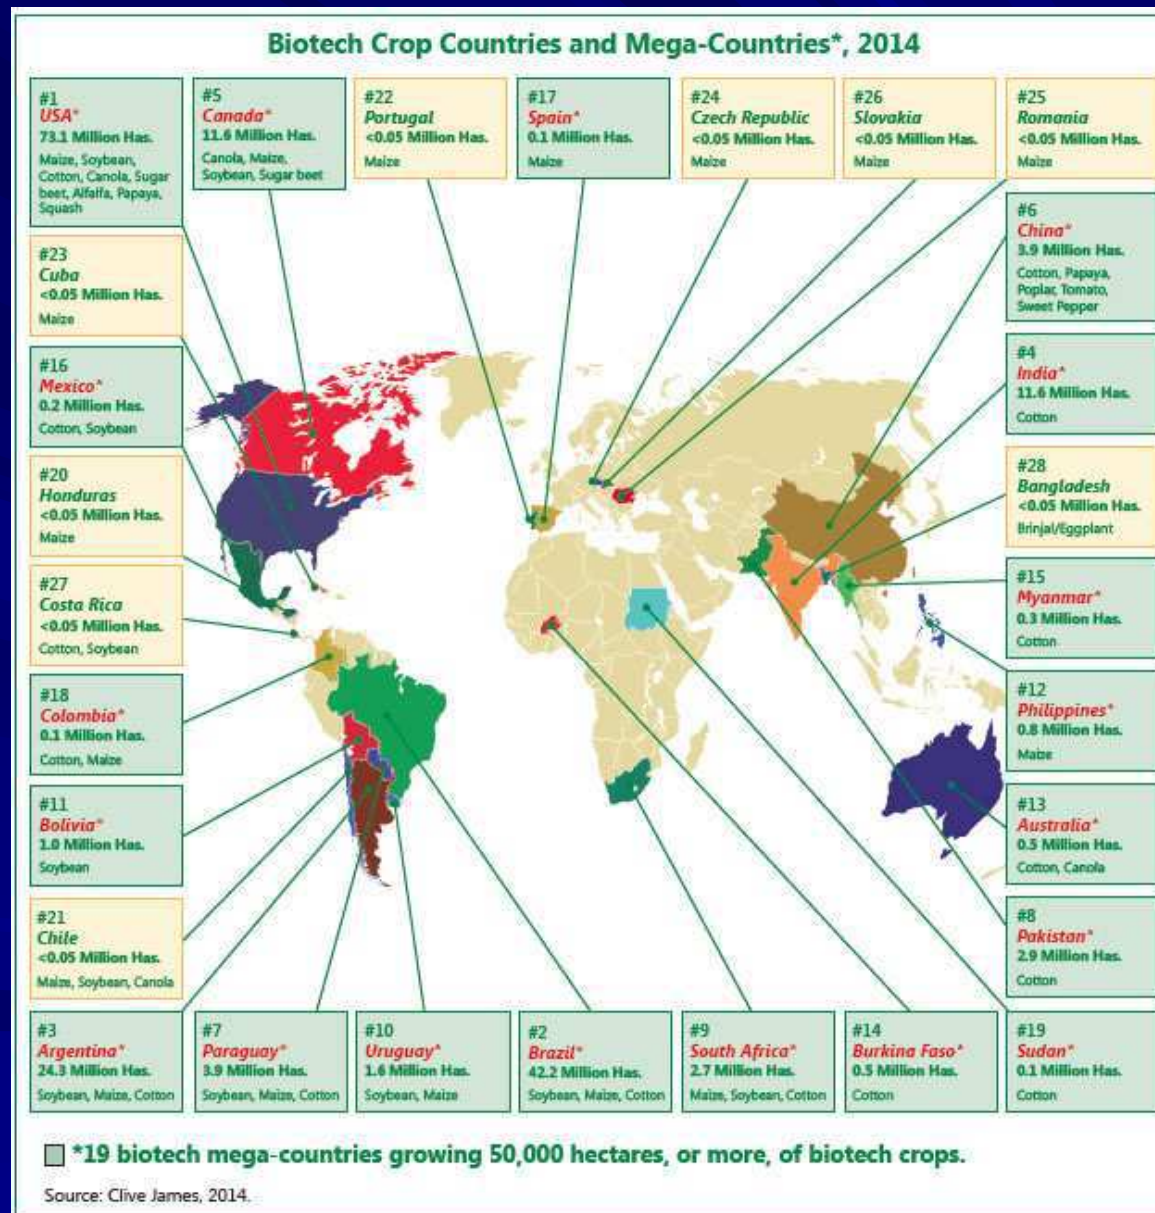 Biotech Crop Countries and Mega-Countries*, 2014
#1
USA*
73.1 Million Has.
Maize, Soybean,
Cotton, Canola, Sugar
beet, Alfalfa, Papaya,
Squash
#5
Canada*
11.6 Million Has.
Canola, Maize,
Soybean, Sugar beet
#22
Portugal
<0.05 Million Has.
Maize
#17
Spain*
0.1 Million Has.
Maize
#24
Czech Republic
<0.05 Million Has.
Maize
#26
Slovakia
<0.05 Million Has.
Maize
#25
Romania
<0.05 Million Has.
Maize
#23
Cuba
<0.05 Million Has.
Maize
#16
Mexico*
0.2 Million Has.
Cotton, Soybean
#20
Honduras
<0.05 Million Has.
Maize
#27
Costa Rica
<0.05 Million Has.
Cotton, Soybean
#18
Colombia*
0.1 Million Has.
Cotton, Maize
#11
Bolivia*
1.0 Million Has.
Soybean
#21
Chile
<0.05 Million Has.
Maize, Soybean, Canola
#6
China*
3.9 Million Has.
Cotton, Papaya,
Poplar, Tomato,
Sweet Pepper
#4
India*
11.6 Million Has.
Cotton
#28
Bangladesh
<0.05 Million Has.
Brinjal/Eggplant
#15
Myanmar*
0.3 Million Has.
Cotton
#12
Philippines*
0.8 Million Has.
Maize
#13
Australia*
0.5 Million Has.
Cotton, Canola
#8
Pakistan*
2.9 Million Has.
Cotton
#3
Argentina*
24.3 Million Has.
Soybean, Maize, Cotton
#7
Paraguay*
3.9 Million Has.
Soybean, Maize, Cotton
#10
Uruguay*
1.6 Million Has.
Soybean, Maize
#2
Brazil*
42.2 Million Has.
Soybean, Maize, Cotton
#9
South Africa*
2.7 Million Has.
Maize, Soybean, Cotton
#14
Burkina Faso*
0.5 Million Has.
Cotton
#19
Sudan*
0.1 Million Has.
Cotton
*19 biotech mega-countries growing 50,000 hectares, or more, of biotech crops.
Source: Clive James, 2014.